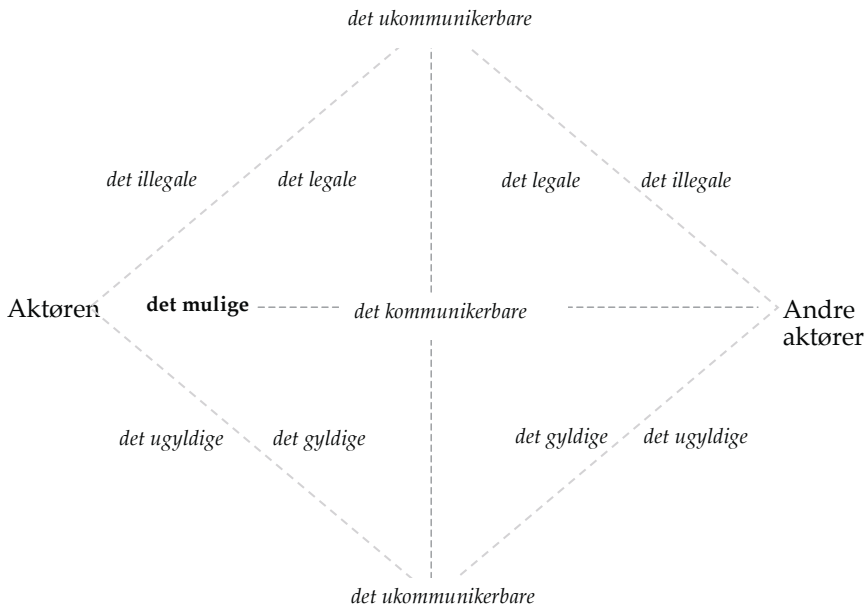 det ukommunikerbare
det illegale
det legale
det legale
det illegale
Aktøren
det mulige
det kommunikerbare
Andre
aktører
det ugyldige
det gyldige
det gyldige
det ugyldige
det ukommunikerbare